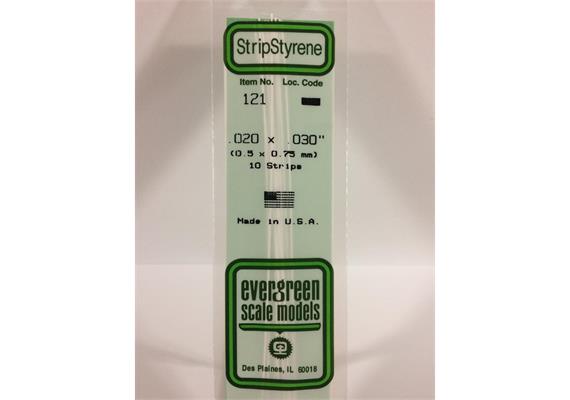 StripStyrene
Item No. Loc. Code
121
.020 x .030"
(0.5 x 0.75 mm)
10 Strips
Made in U.S.A.
evergreen
scale models
Des Plaines, IL 60018